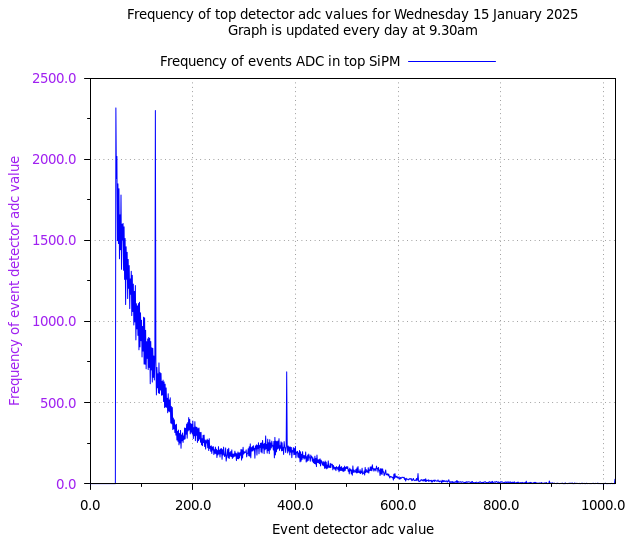 Frequency of top detector adc values for Wednesday 15 January 2025
Graph is updated every day at 9.30am
Frequency of events ADC in top SiPM
2500.0
2000.0
1500.0
1000.0
500.0
0.0
Frequency of event detector adc value
0.0 200.0 400.0 600.0 800.0 1000.0
Event detector adc value